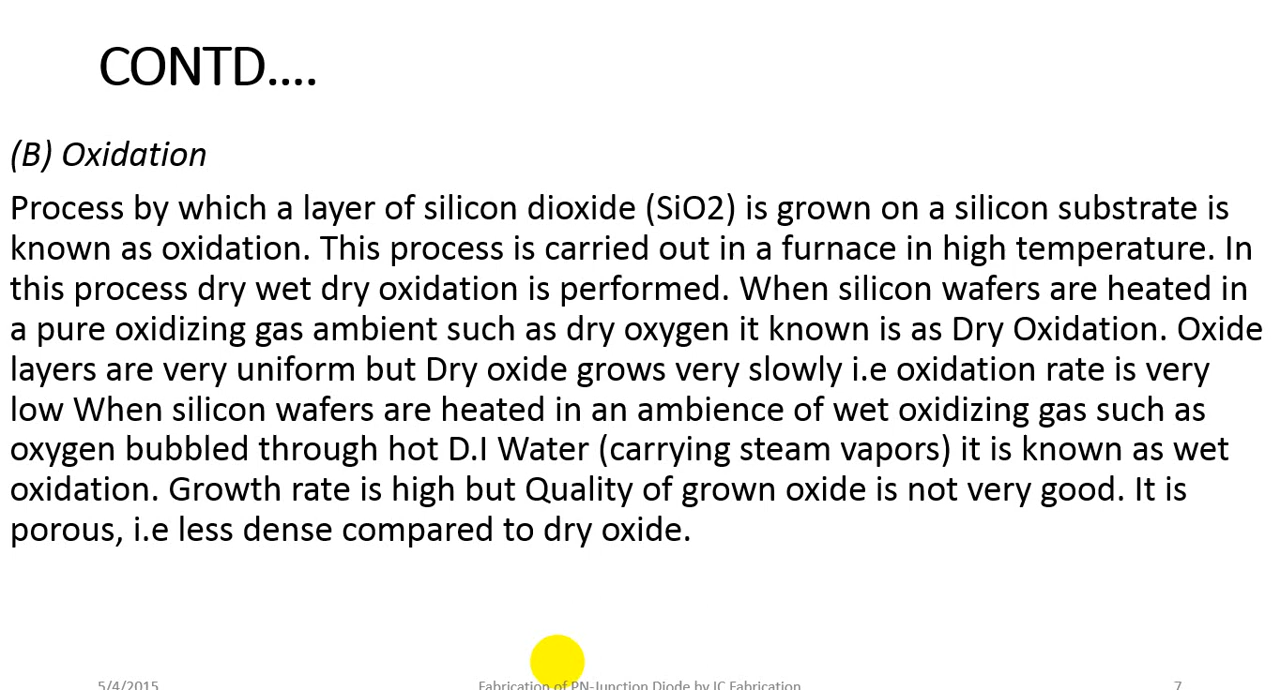 CONTD....
(B) Oxidation
Process by which a layer of silicon dioxide (SiO2) is grown on a silicon substrate is
known as oxidation. This process is carried out in a furnace in high temperature. In
this process dry wet dry oxidation is performed. When silicon wafers are heated in
a pure oxidizing gas ambient such as dry oxygen it known is as Dry Oxidation. Oxide
layers are very uniform but Dry oxide grows very slowly i.e oxidation rate is very
low When silicon wafers are heated in an ambience of wet oxidizing gas such as
oxygen bubbled through hot D.I Water (carrying steam vapors) it is known as wet
oxidation. Growth rate is high but Quality of grown oxide is not very good. It is
porous, i.e less dense compared to dry oxide.
5/4/2015
Fabrication of PN-Junction Diode by IC Fabrication
7